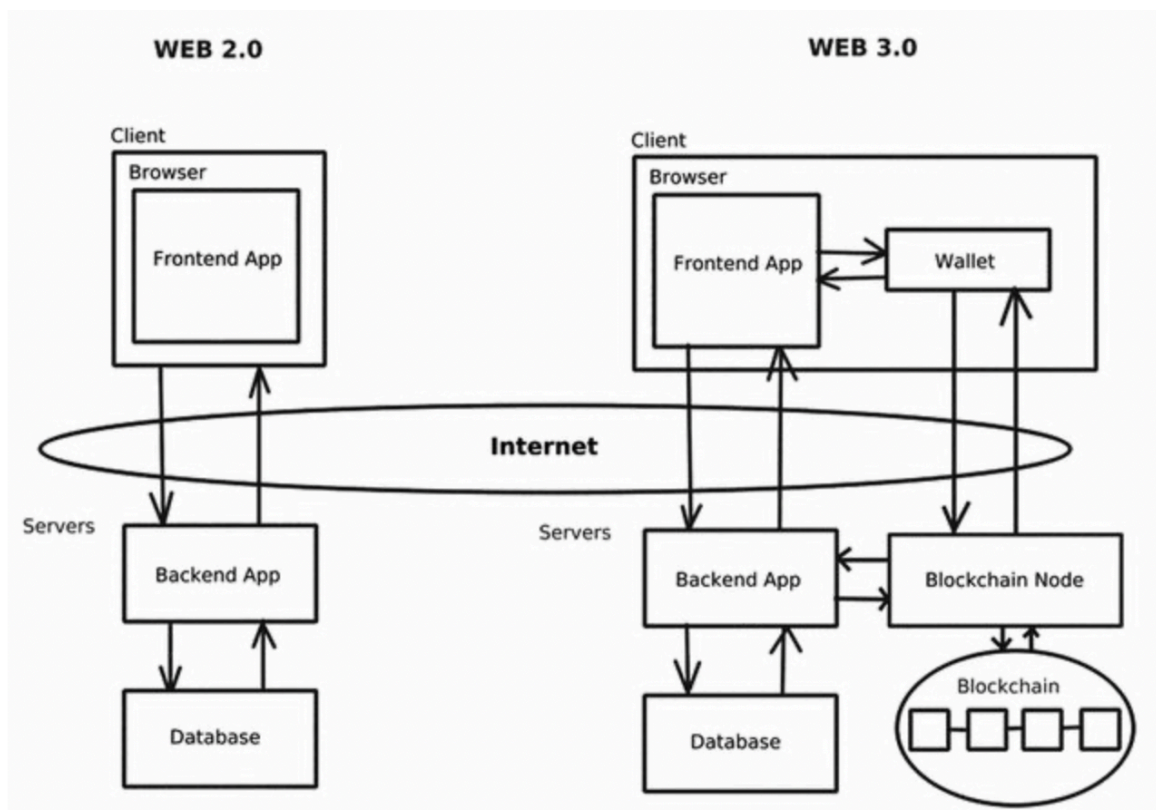 WEB 2.0
Client
Browser
Frontend App
Servers
Backend App
Database
Internet
WEB 3.0
Client
Browser
Frontend App
Wallet
Servers
Backend App
Blockchain Node
Database
Blockchain